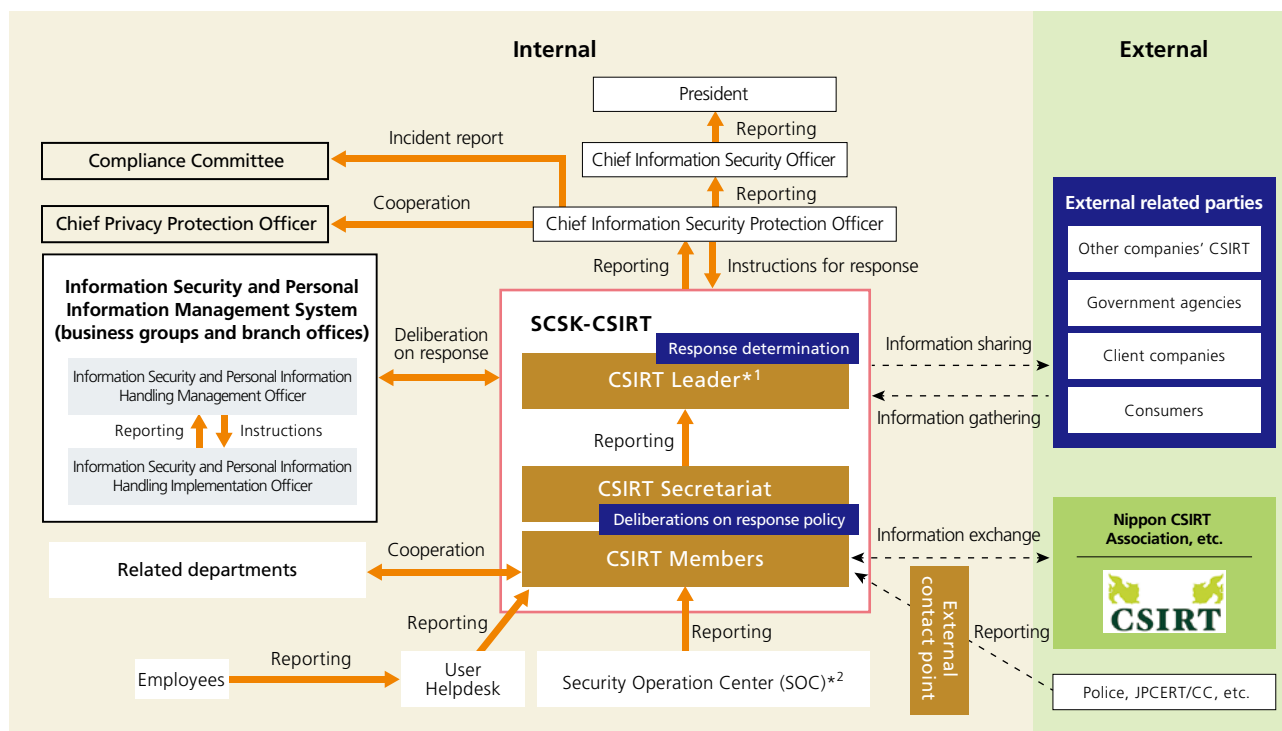 Internal
External
President
Reporting
Incident report
Compliance Committee
Chief Information Security Officer
Reporting
Cooperation
Chief Privacy Protection Officer
Chief Information Security Protection Officer
Reporting
Instructions for response
External related parties
Other companies’ CSIRT
Government agencies
Client companies
Consumers
Information Security and Personal
Information Management System
(business groups and branch offices)
Information Security and Personal Information
Handling Management Officer
Reporting
Instructions
Information Security and Personal Information
Handling Implementation Officer
Deliberation
on response
SCSK-CSIRT
Response determination
CSIRT Leader*1
Reporting
CSIRT Secretariat
Deliberations on response policy
CSIRT Members
Information sharing
Information gathering
Information exchange
Nippon CSIRT
Association, etc.
CSIRT
Related departments
Cooperation
Reporting
Reporting
External
contact point
Reporting
Employees
Reporting
User
Helpdesk
Security Operation Center (SOC)*2
Police, JPCERT/CC, etc.